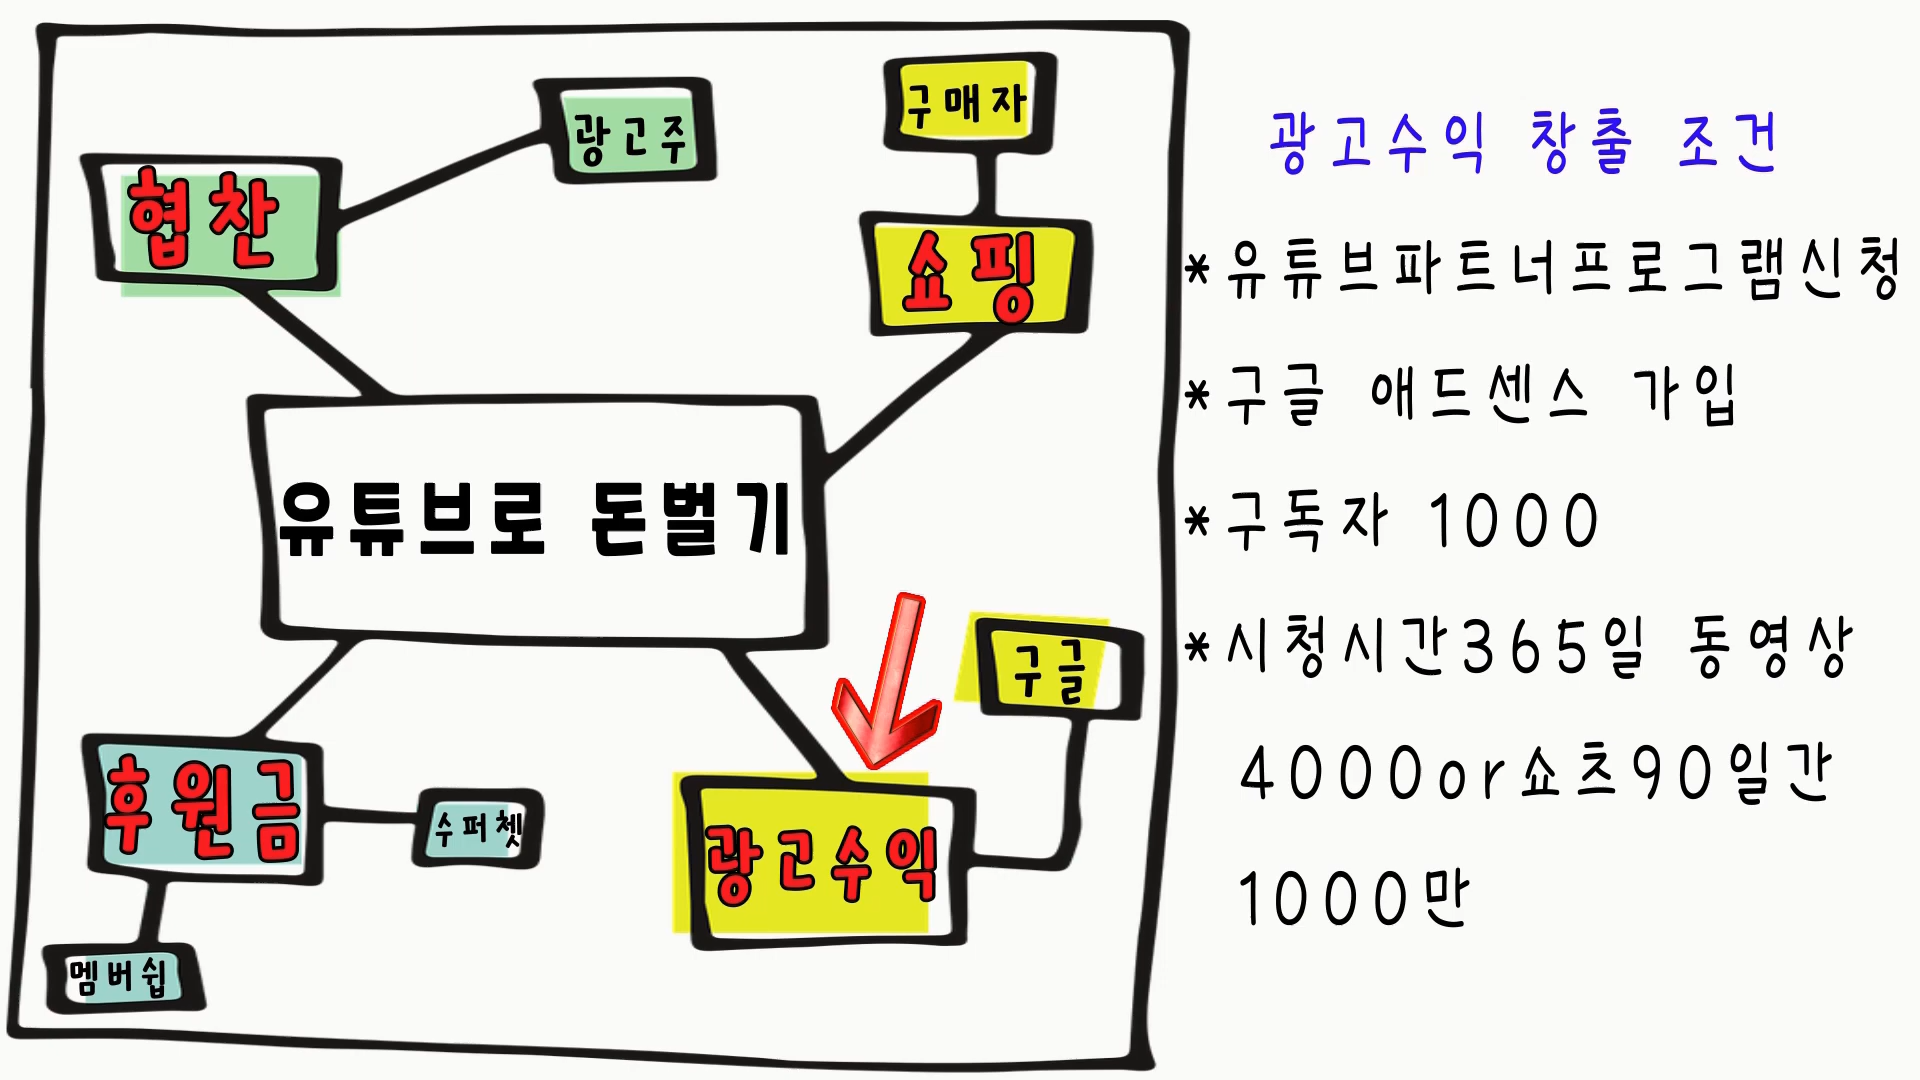 광고주
구매자
협찬
쇼핑
유튜브로 돈벌기
구글
후원금
수퍼쳇
광고수익
멤버쉽
광고수익 창출 조건
*유튜브파트너프로그램신청
*구글 애드센스 가입
*구독자 1000
*시청시간365일 동영상
4000or쇼츠90일간
1000만